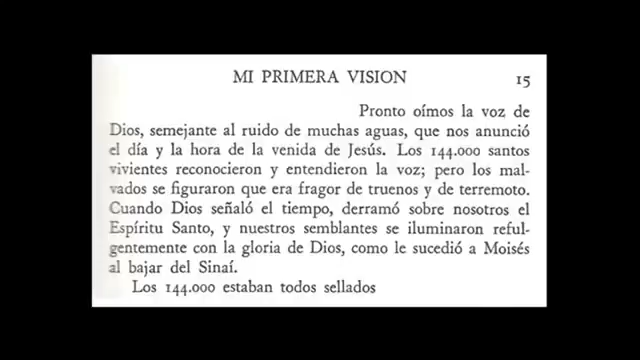 MI PRIMERA VISION 15
Pronto oímos la voz de
Dios, semejante al ruido de muchas aguas, que nos anunció
el día y la hora de la venida de Jesús. Los 144.000 santos
vivientes reconocieron y entendieron la voz; pero los mal-
vados se figuraron que era fragor de truenos y de terremoto.
Cuando Dios señaló el tiempo, derramó sobre nosotros el
Espíritu Santo, y nuestros semblantes se iluminaron reful-
gentemente con la gloria de Dios, como le sucedió a Moisés
al bajar del Sinaí.
Los 144.000 estaban todos sellados